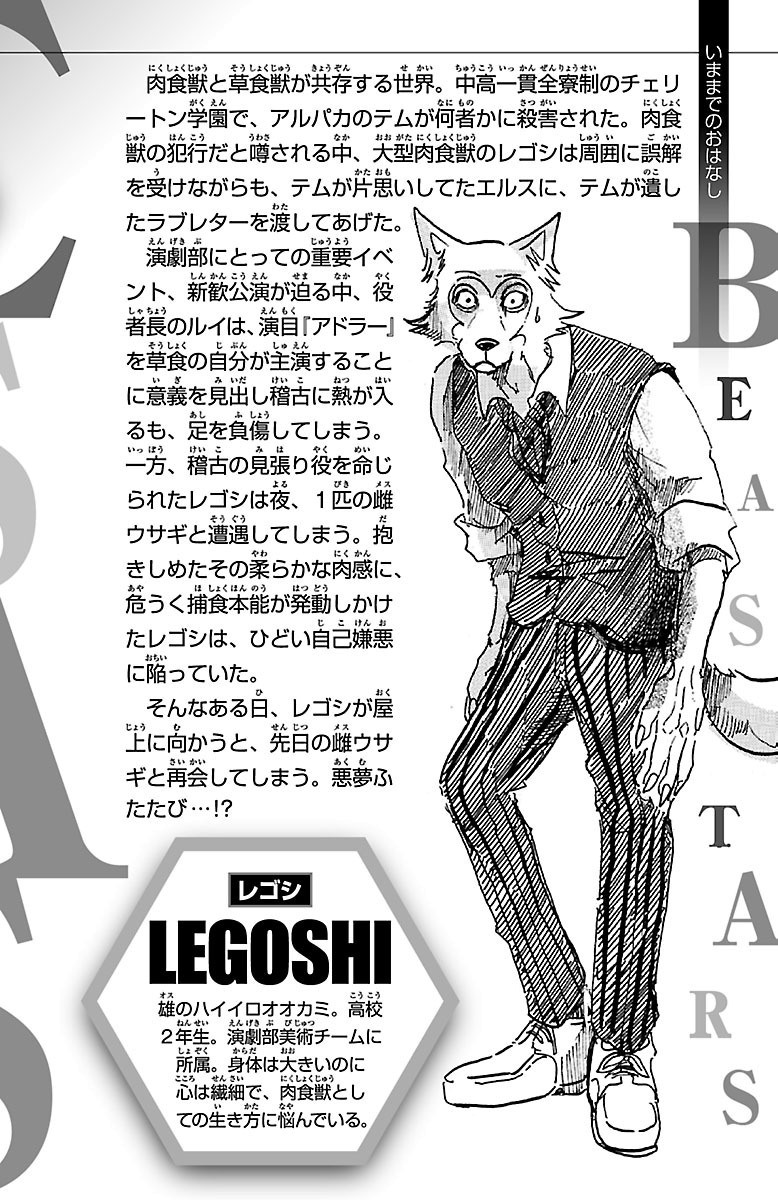 いままでのおはなし
肉食獣と草食獣が共存する世界。中高一貫全寮制のチェリ
ートン学園で、アルパカのテムが何者かに殺害された。肉食
獣の犯行だと噂される中、大型肉食獣のレゴシは周囲に誤解
を受けながらも、テムが片思いしてたエルスに、テムが遺し
たラブレターを渡してあげた。
演劇部にとっての重要イベ
ント、新歓公演が迫る中、役
者長のルイは、演目『アドラー』
を草食の自分が主演すること
に意義を見出し稽古に熱が入
るも、足を負傷してしまう。
一方、稽古の見張り役を命じ
られたレゴシは夜、1匹の雌
ウサギと遭遇してしまう。抱
きしめたその柔らかな肉感に、
危うく捕食本能が発動しかけ
たレゴシは、ひどい自己嫌悪
に陥っていた。
そんなある日、レゴシが屋
上に向かうと、先日の雌ウサ
ギと再会してしまう。悪夢ふ
たたび…!?
BEASTARS
レゴシ
LEGOSHI
雄のハイイロオオカミ。高校
2年生。演劇部美術チームに
所属。身体は大きいのに
心は繊細で、肉食獣とし
ての生き方に悩んでいる。